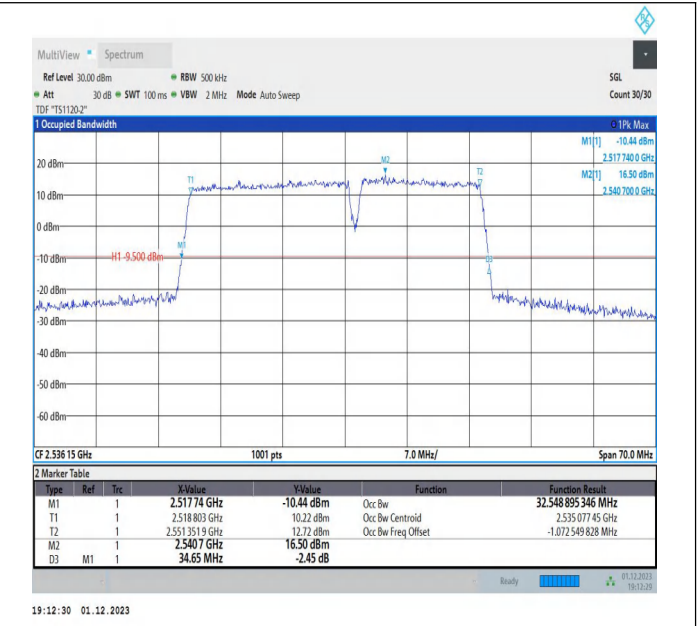 MultiView Spectrum
Ref Level 30.00 dBm RBW 500 kHz SGL
Att 30 dB SWT 100 ms VBW 2 MHz Mode Auto Sweep Count 30/30
TDF "TS1120-2"
1 Occupied Bandwidth 1Pk Max
M1[1] -10.44 dBm
2.517 740 0 GHz
M2[1] 16.50 dBm
2.540 700 0 GHz
20 dBm
10 dBm
0 dBm
-10 dBm
-20 dBm
-30 dBm
-40 dBm
-50 dBm
-60 dBm
T1
M2
T2
M1
H1 -9.500 dBm
D3
CF 2.536 15 GHz 1001 pts 7.0 MHz/ Span 70.0 MHz
2 Marker Table
Type Ref Trc X-Value Y-Value Function Function Result
M1 1 2.517 74 GHz -10.44 dBm Occ Bw 32.548 895 346 MHz
T1 1 2.518 803 GHz 10.22 dBm Occ Bw Centroid 2.535 077 45 GHz
T2 1 2.551 351 9 GHz 12.72 dBm Occ Bw Freq Offset -1.072 549 828 MHz
M2 1 2.540 7 GHz 16.50 dBm
D3 M1 1 34.65 MHz -2.45 dB
Ready 01.12.2023
19:12:29
19:12:30 01.12.2023